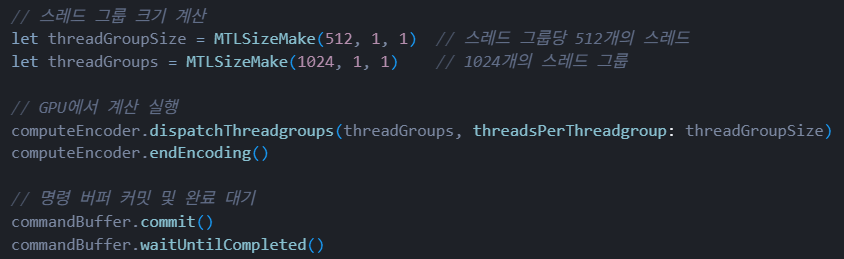 // 스레드 그룹 크기 계산
let threadGroupSize = MTLSizeMake(512, 1, 1)  // 스레드 그룹당 512개의 스레드
let threadGroups = MTLSizeMake(1024, 1, 1)    // 1024개의 스레드 그룹
// GPU에서 계산 실행
computeEncoder.dispatchThreadgroups(threadGroups, threadsPerThreadgroup: threadGroupSize)
computeEncoder.endEncoding()
// 명령 버퍼 커밋 및 완료 대기
commandBuffer.commit()
commandBuffer.waitUntilCompleted()